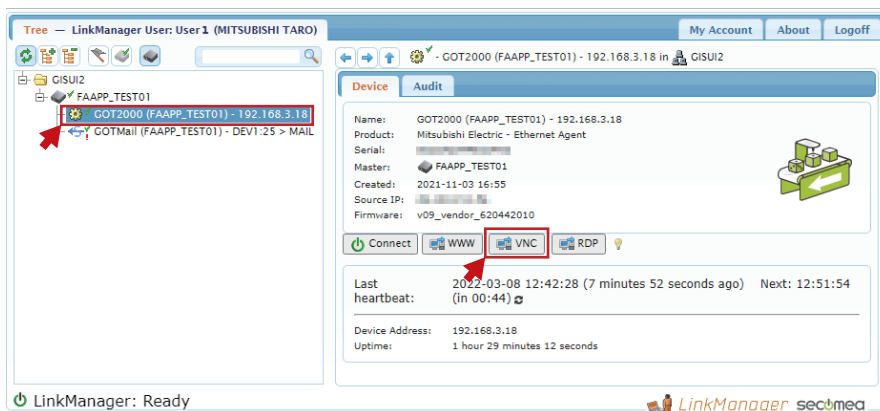 Tree — LinkManager User: User1 (MITSUBISHI TARO)
My Account About Logoff
- GOT2000 (FAAPP_TEST01) - 192.168.3.18 in GISUI2
GISUI2
FAAPP_TEST01
GOT2000 (FAAPP_TEST01) - 192.168.3.18
GOTMail (FAAPP_TEST01) - DEV1:25 > MAIL
Device Audit
Name: GOT2000 (FAAPP_TEST01) - 192.168.3.18
Product: Mitsubishi Electric - Ethernet Agent
Serial:
Master: FAAPP_TEST01
Created: 2021-11-03 16:55
Source IP:
Firmware: v09_vendor_620442010
Connect WWW VNC RDP
Last heartbeat: 2022-03-08 12:42:28 (7 minutes 52 seconds ago) Next: 12:51:54
(in 00:44)
Device Address: 192.168.3.18
Uptime: 1 hour 29 minutes 12 seconds
LinkManager: Ready
LinkManager secomea